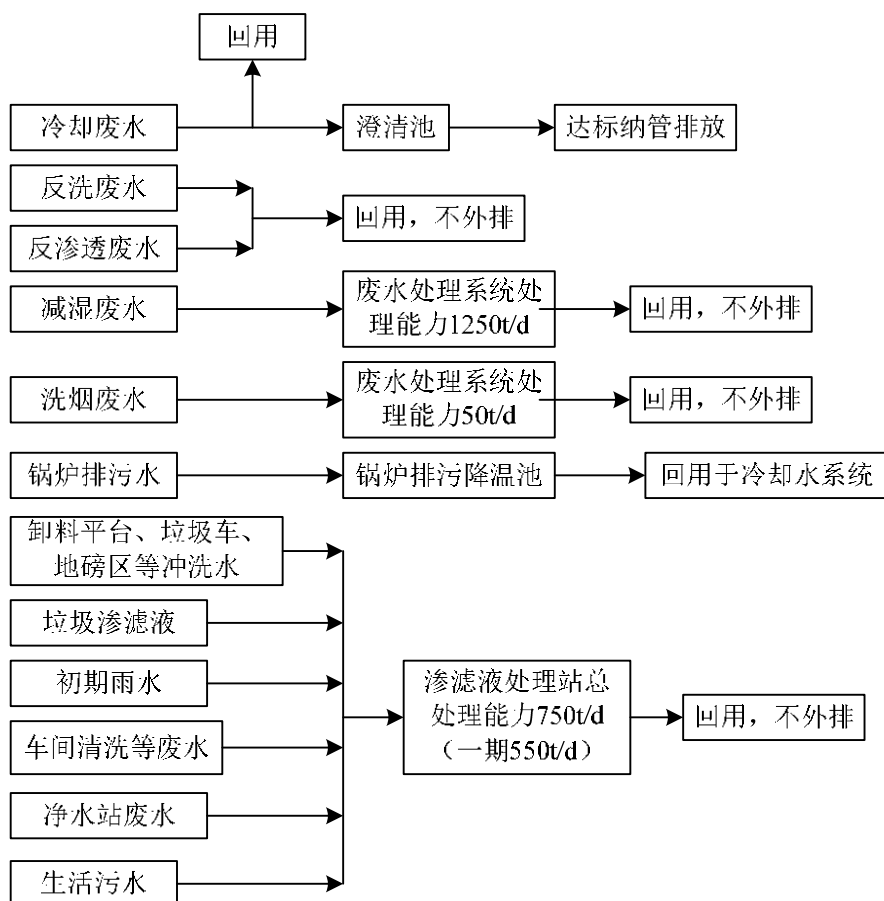 回用
冷却废水
澄清池
达标纳管排放
反洗废水
反渗透废水
回用，不外排
减湿废水
废水处理系统处
理能力1250t/d
回用，不外排
洗烟废水
废水处理系统处
理能力50t/d
回用，不外排
锅炉排污水
锅炉排污降温池
回用于冷却水系统
卸料平台、垃圾车、
地磅区等冲洗水
垃圾渗滤液
初期雨水
车间清洗等废水
净水站废水
生活污水
渗滤液处理站总
处理能力750t/d
（一期550t/d）
回用，不外排